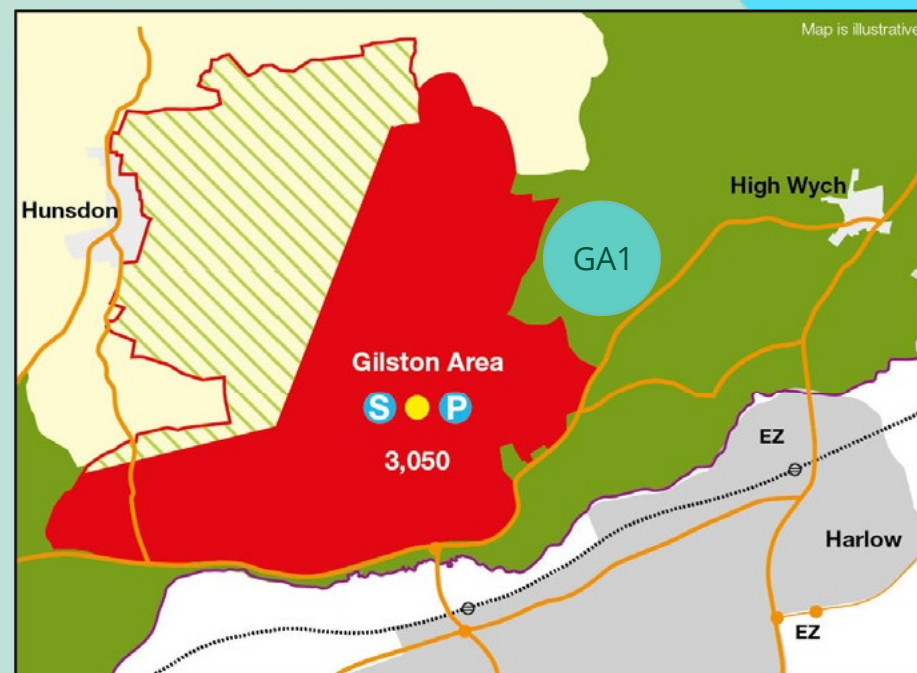 Map is illustrative
High Wych
Hunsdon
GA1
Gilston Area
S P
3,050
EZ
Harlow
EZ